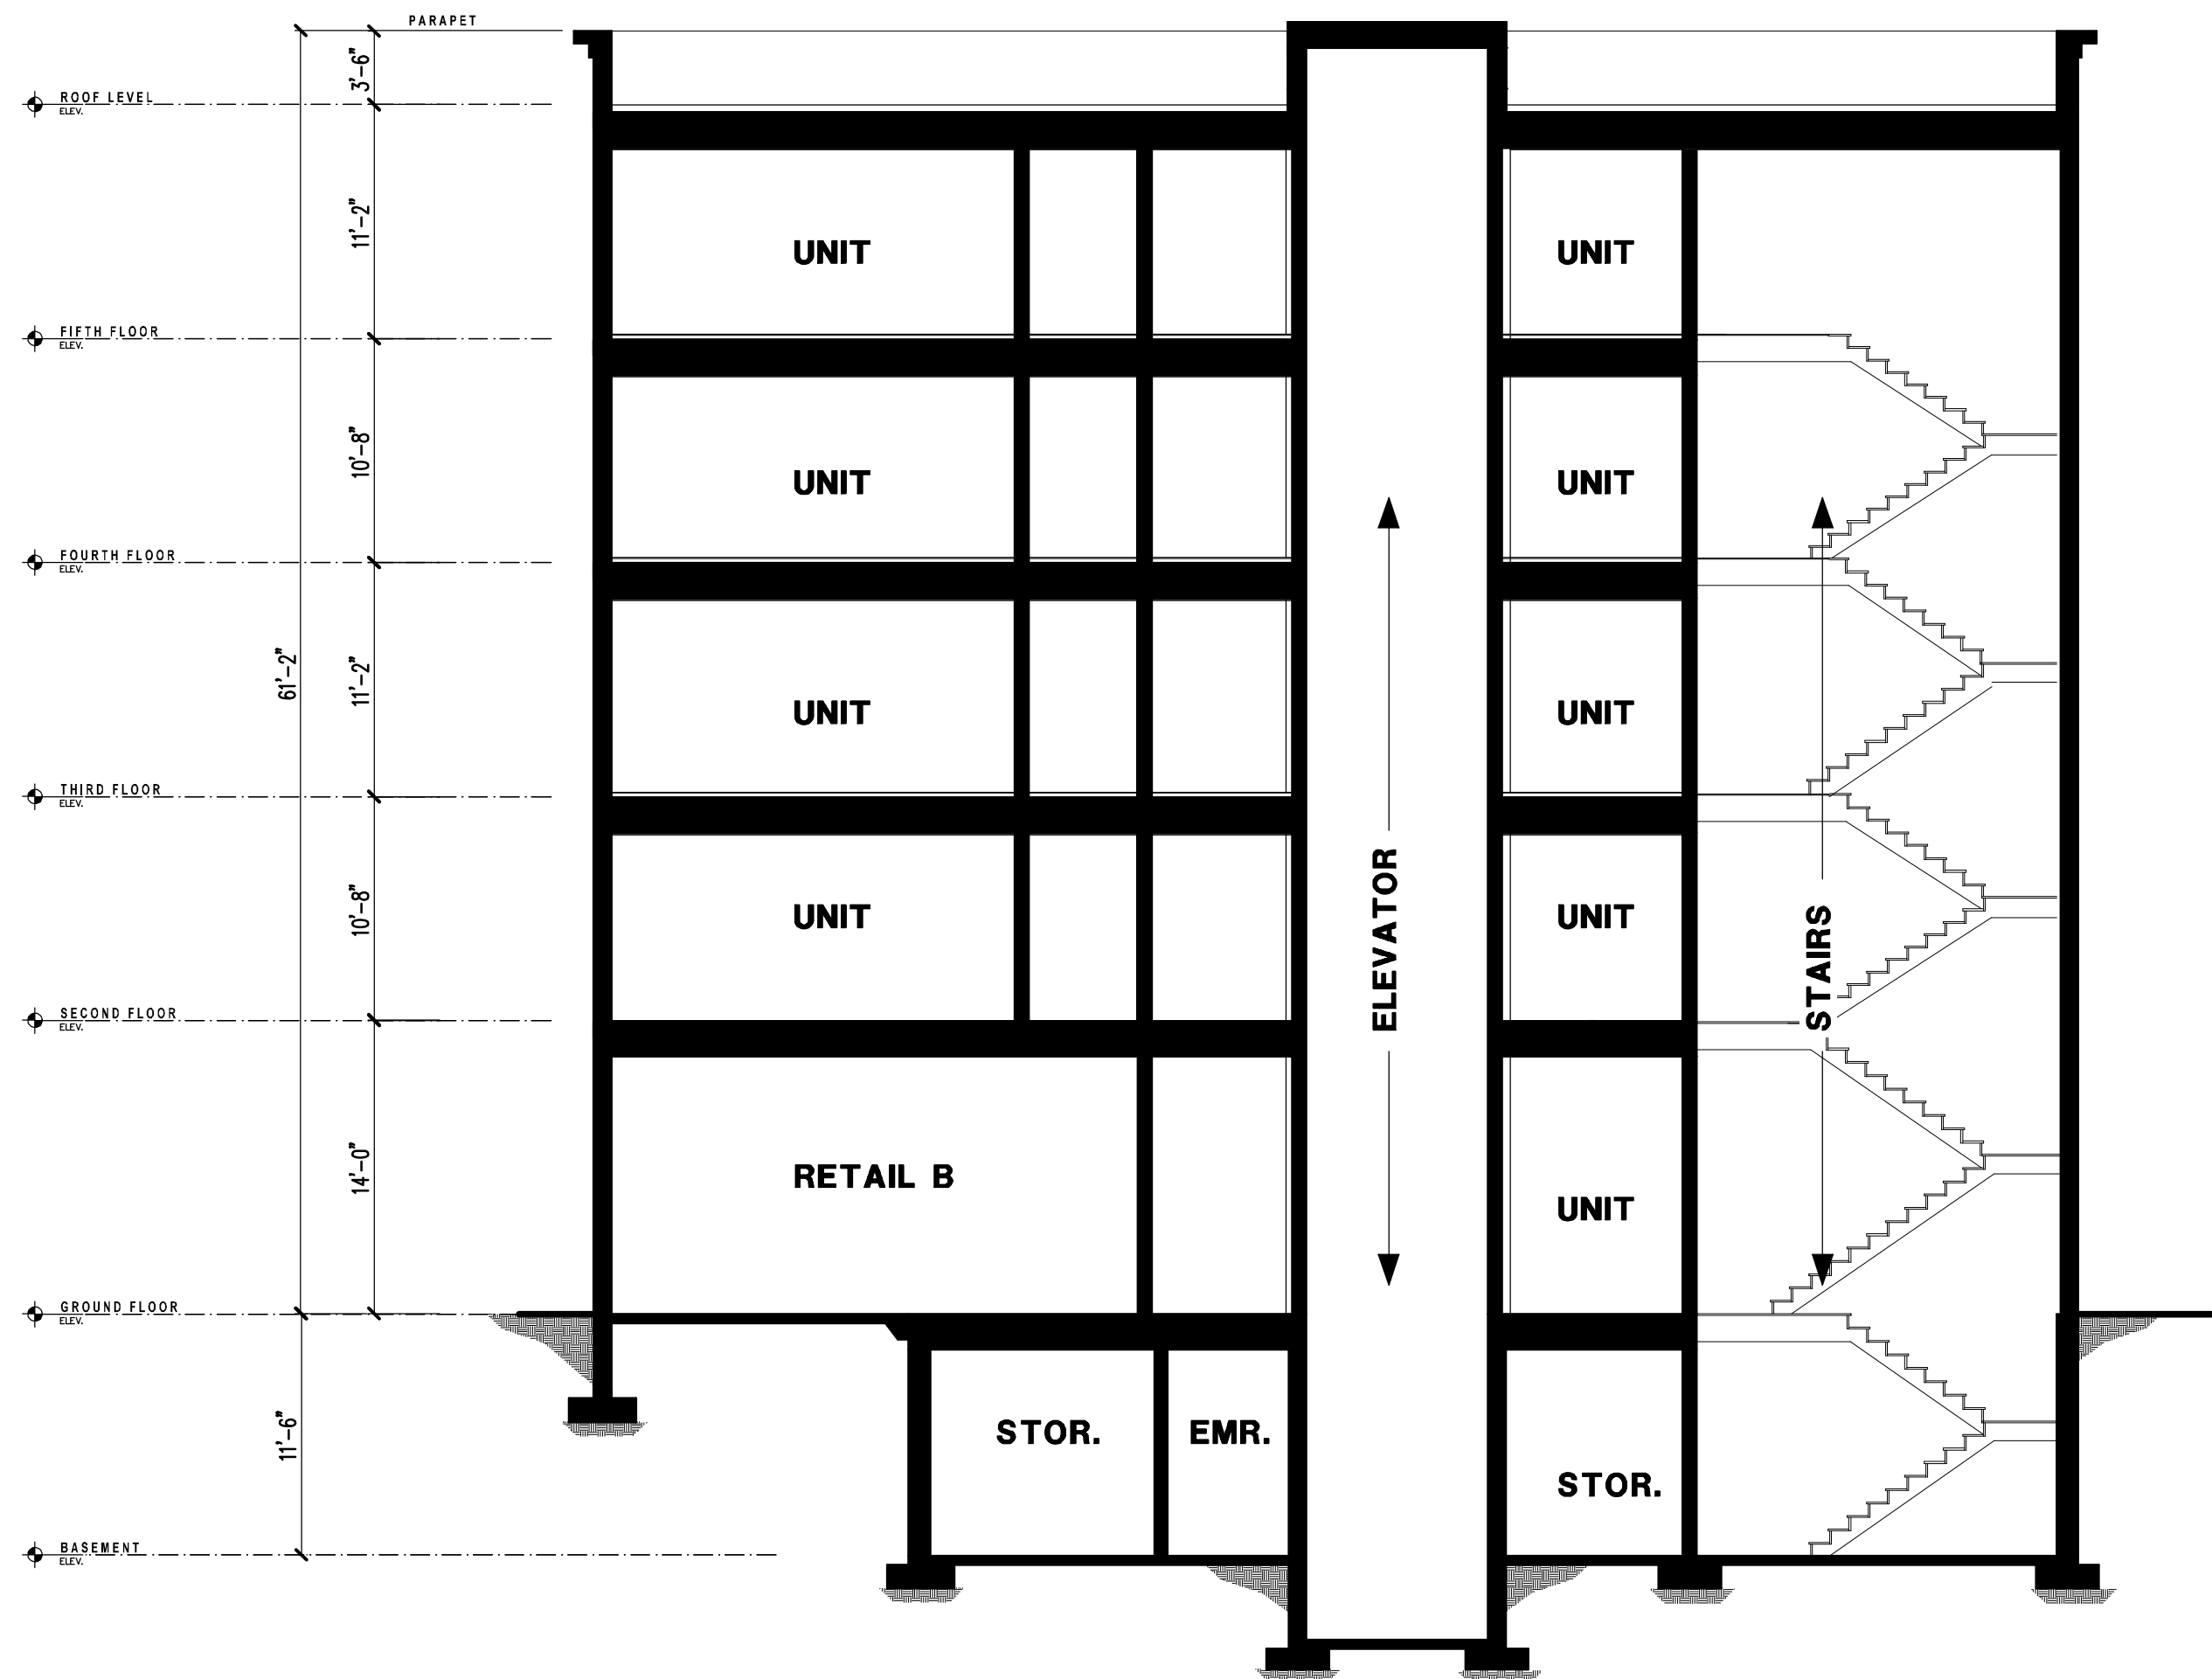 PARAPET
3'-6"
ROOF LEVEL
ELEV.
11'-2"
UNIT
UNIT
FIFTH FLOOR
ELEV.
10'-8"
UNIT
UNIT
FOURTH FLOOR
ELEV.
61'-2"
11'-2"
UNIT
UNIT
THIRD FLOOR
ELEV.
10'-8"
UNIT
ELEVATOR
UNIT
STAIRS
SECOND FLOOR
ELEV.
14'-0"
RETAIL B
UNIT
GROUND FLOOR
ELEV.
11'-6"
STOR.
EMR.
STOR.
BASEMENT
ELEV.